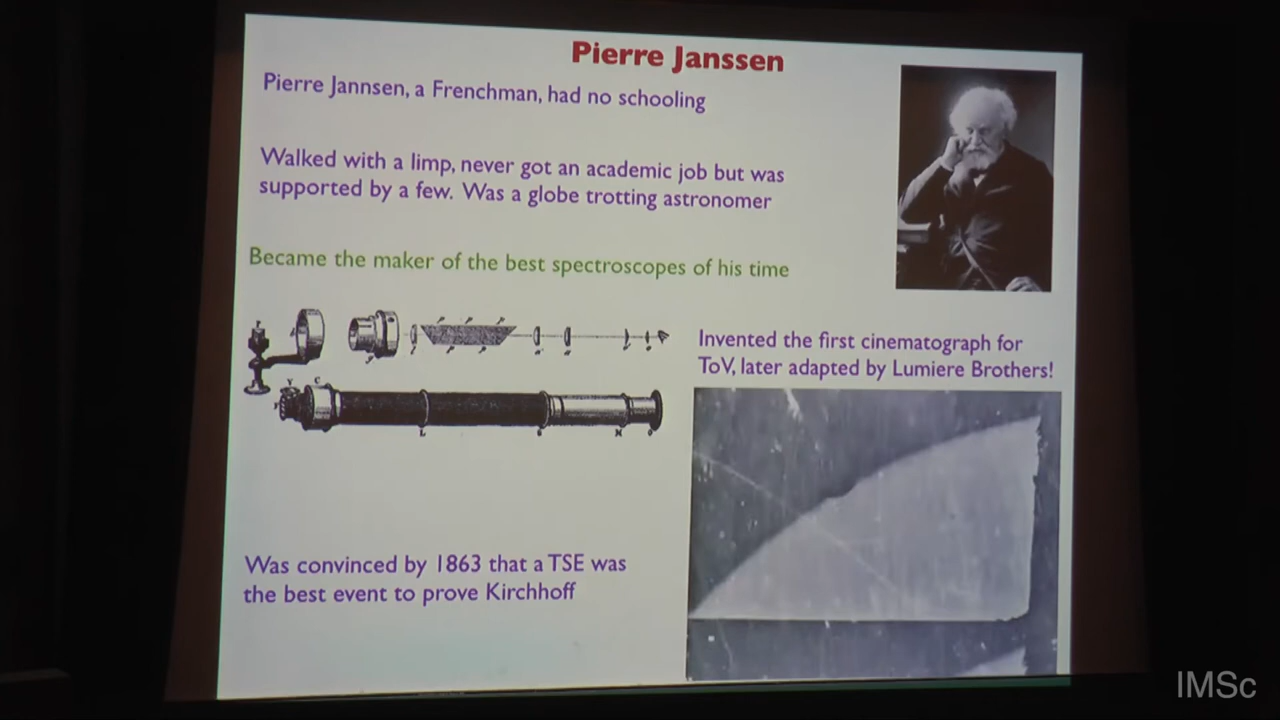 Pierre Janssen
Pierre Jannsen, a Frenchman, had no schooling
Walked with a limp, never got an academic job but was
supported by a few. Was a globe trotting astronomer
Became the maker of the best spectroscopes of his time
Invented the first cinematograph for
ToV, later adapted by Lumiere Brothers!
Was convinced by 1863 that a TSE was
the best event to prove Kirchhoff
IMSc